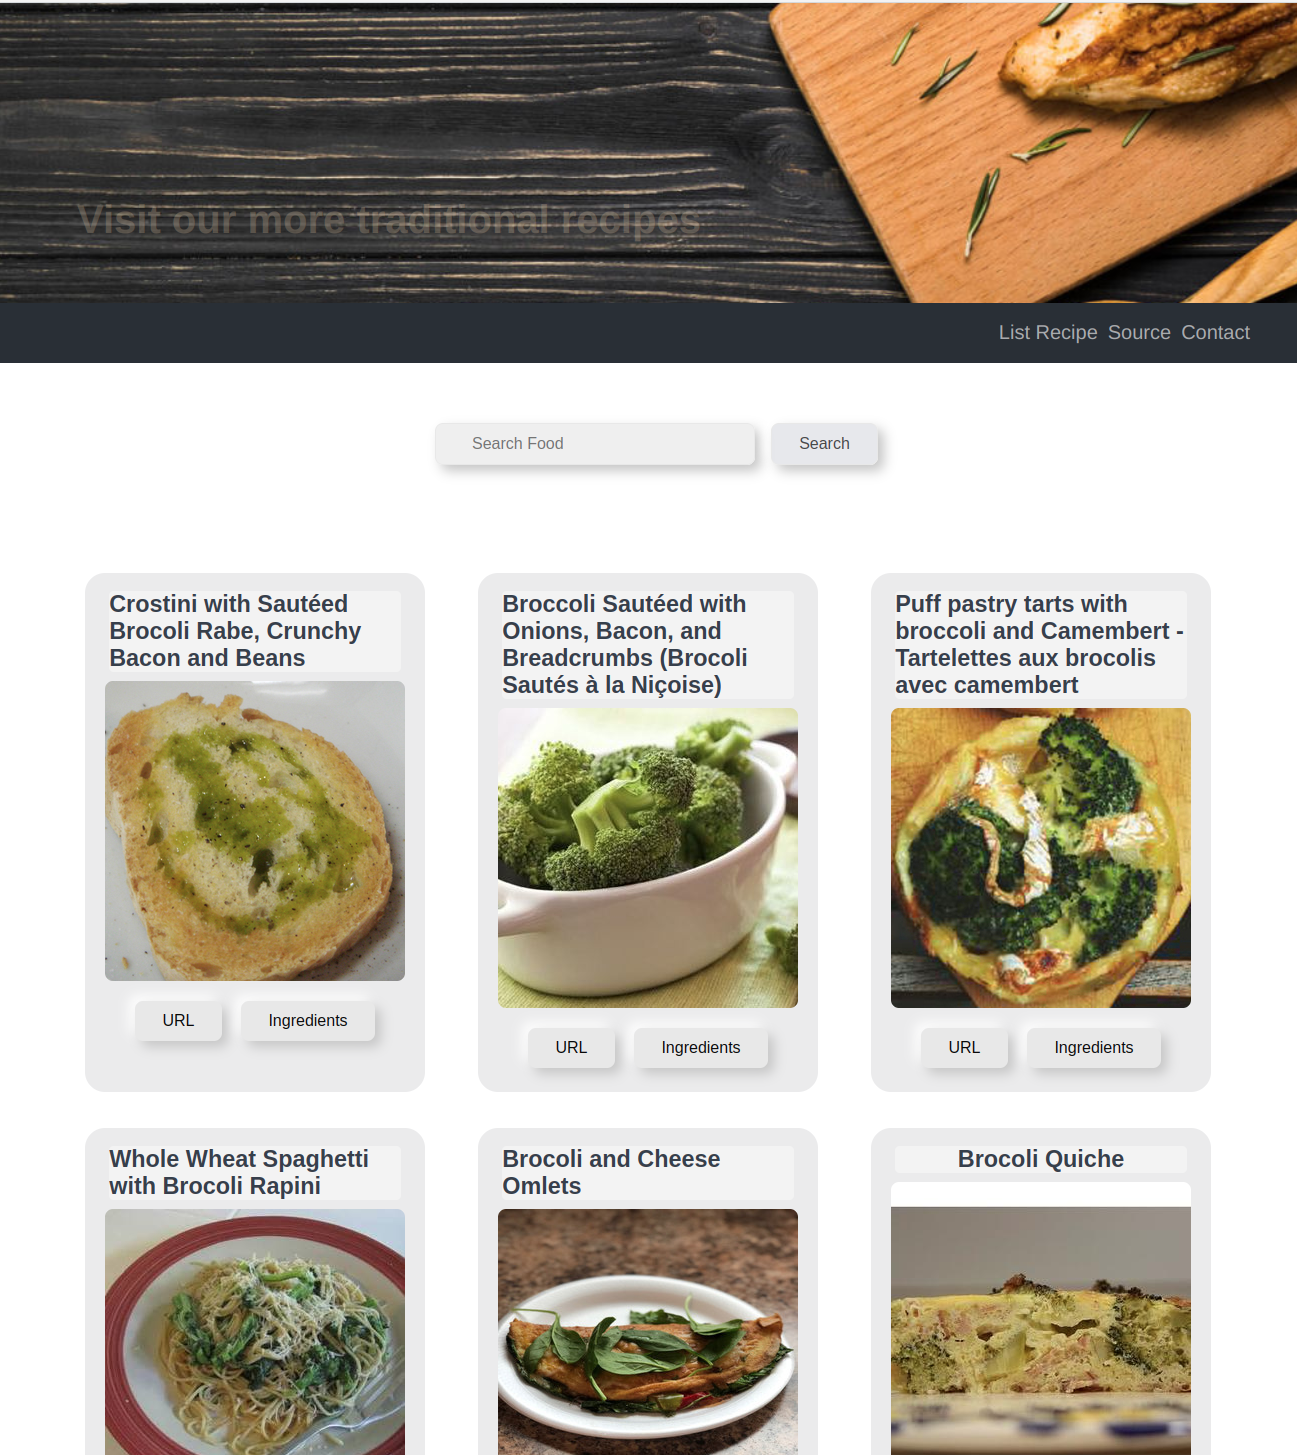 Visit our more traditional recipes
List Recipe Source Contact
Search Food
Search
Crostini with Sautéed
Brocoli Rabe, Crunchy
Bacon and Beans
URL
Ingredients
Broccoli Sautéed with
Onions, Bacon, and
Breadcrumbs (Brocoli
Sautés à la Niçoise)
URL
Ingredients
Puff pastry tarts with
broccoli and Camembert -
Tartelettes aux brocolis
avec camembert
URL
Ingredients
Whole Wheat Spaghetti
with Brocoli Rapini
Brocoli and Cheese
Omlets
Brocoli Quiche